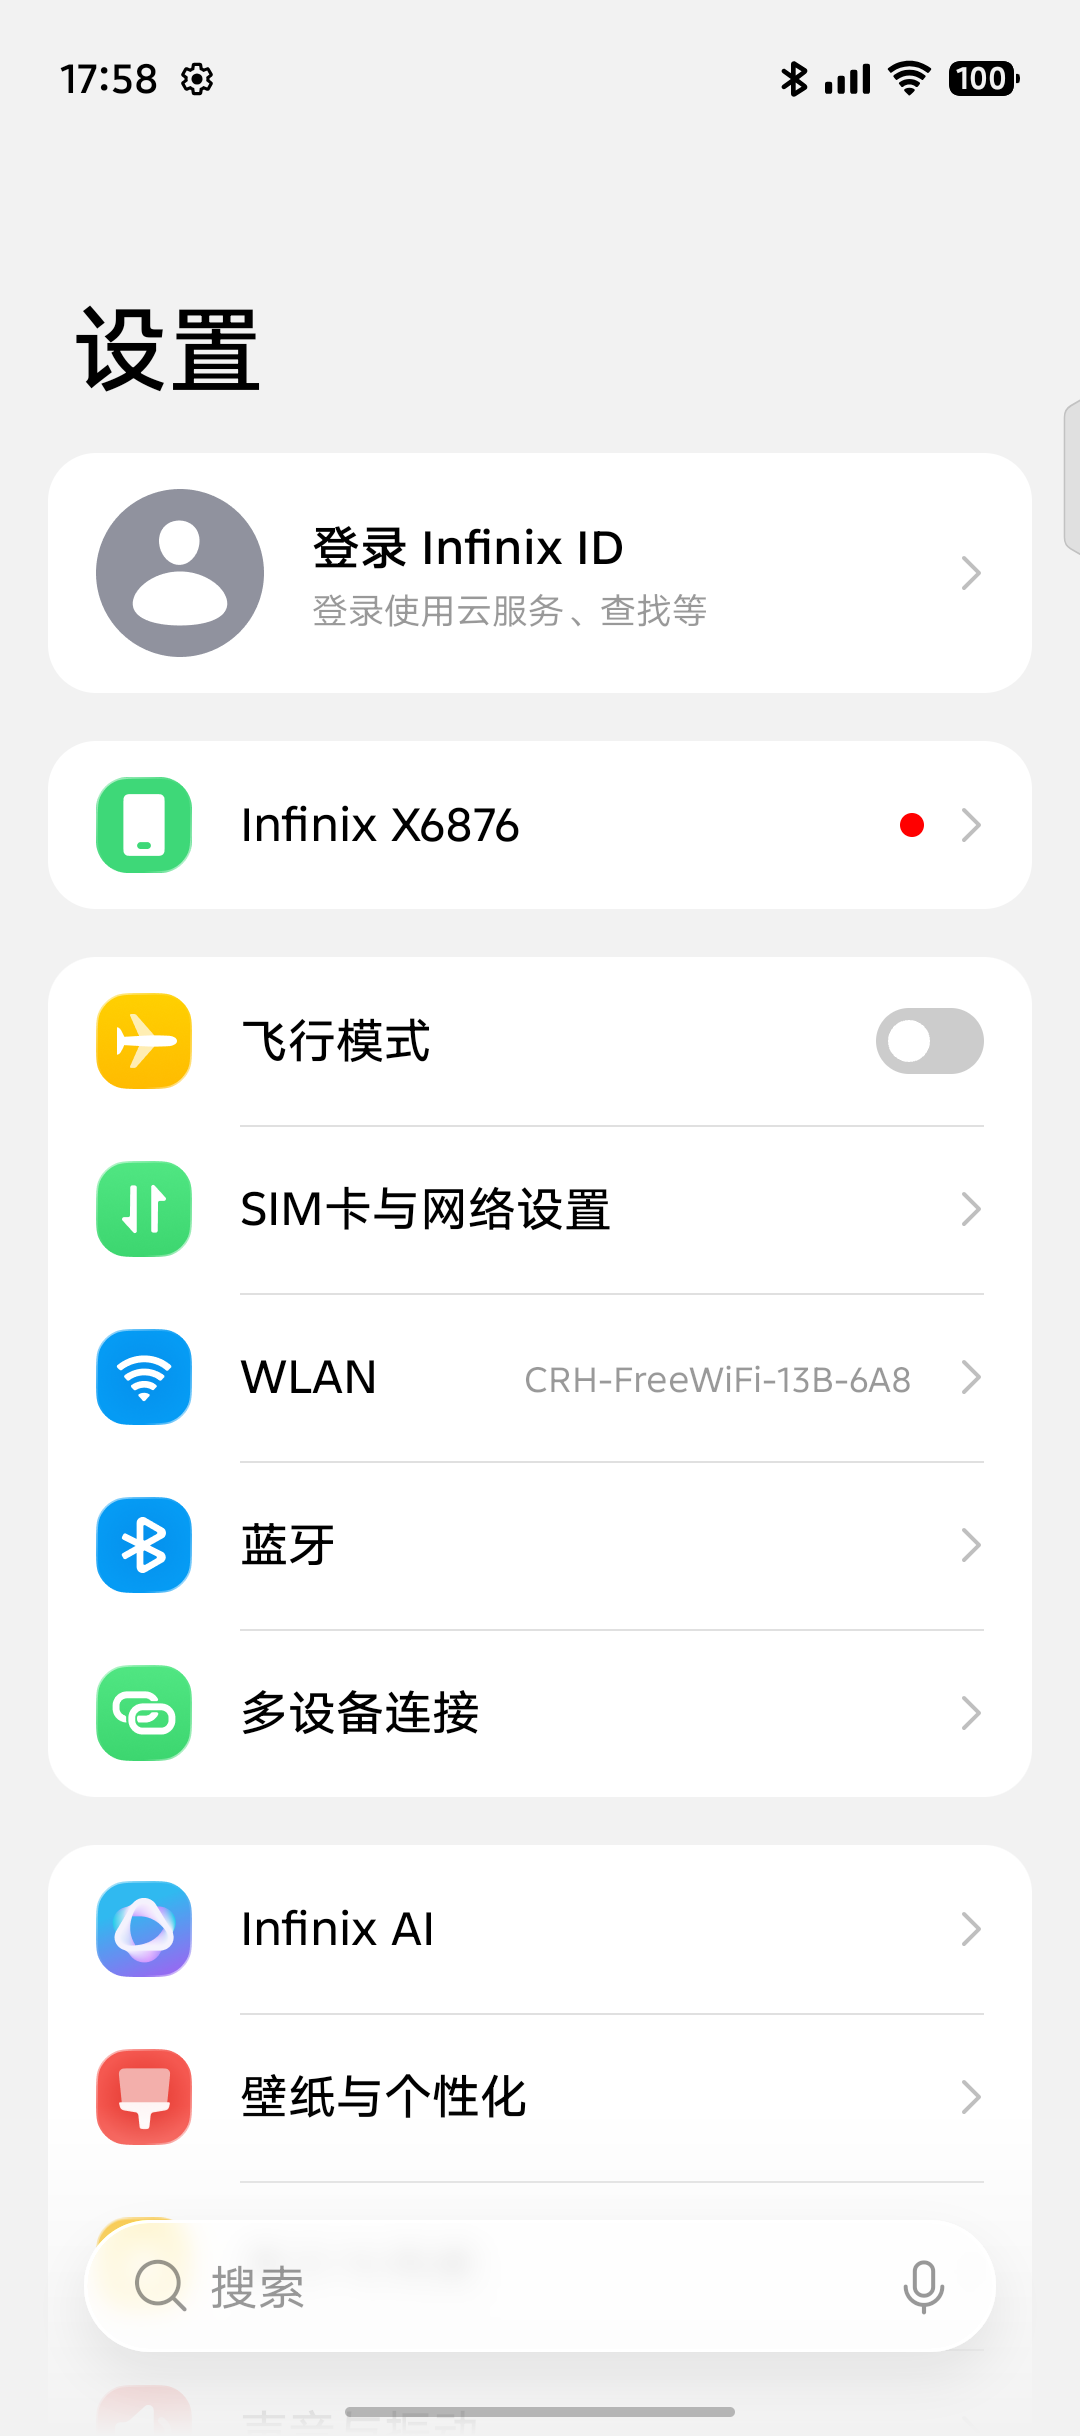 17:58
100
设置
登录 Infinix ID
登录使用云服务、查找等
Infinix X6876
飞行模式
SIM卡与网络设置
WLAN
CRH-FreeWiFi-13B-6A8
蓝牙
多设备连接
Infinix AI
壁纸与个性化
搜索